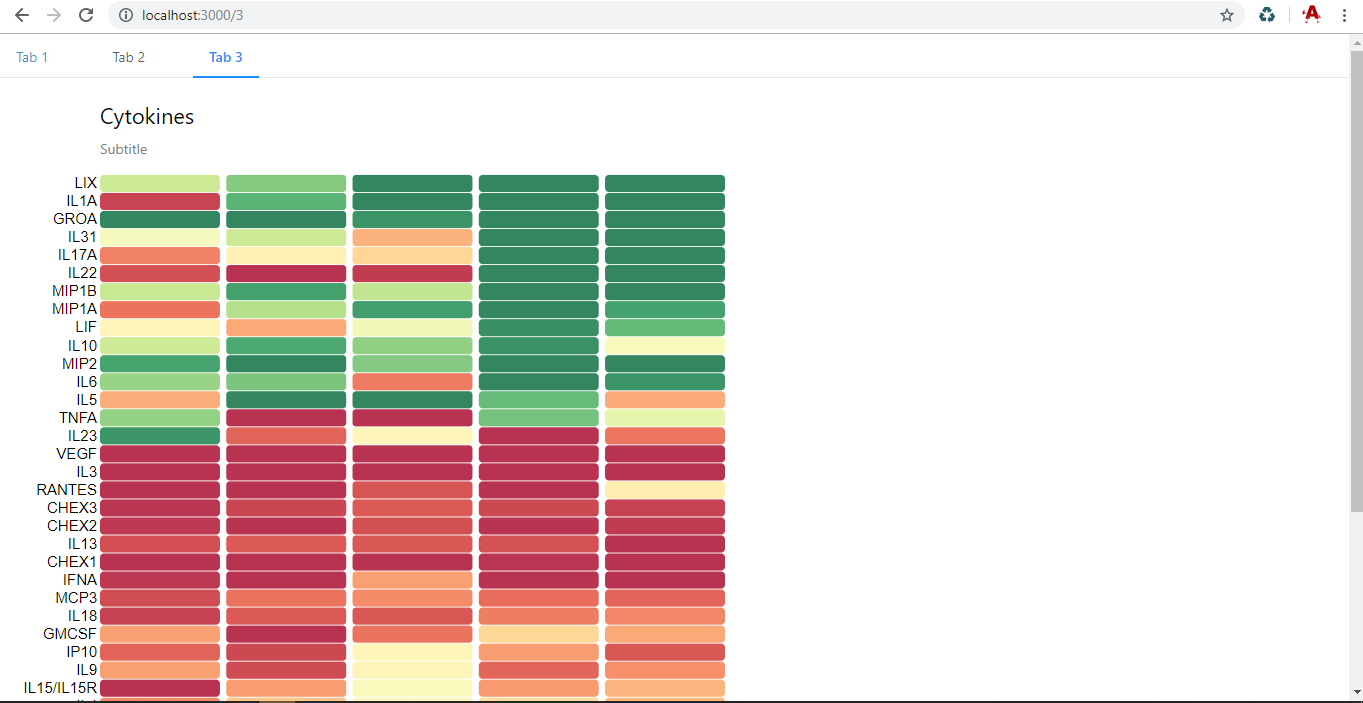 localhost:3000/3
Tab 1 Tab 2 Tab 3
Cytokines
Subtitle
LIX
IL1A
GROA
IL31
IL17A
IL22
MIP1B
MIP1A
LIF
IL10
MIP2
IL6
IL5
TNFA
IL23
VEGF
IL3
RANTES
CHEX3
CHEX2
IL13
CHEX1
IFNA
MCP3
IL18
GMCSF
IP10
IL9
IL15/IL15R